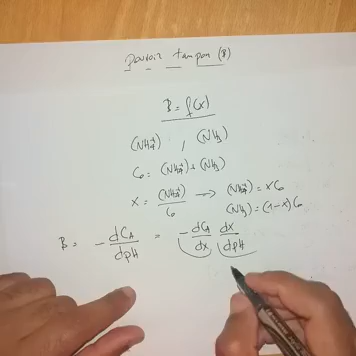 pouvoir tampon (β)
β = f(x)
(NH₄⁺) , (NH₃)
C₀ = (NH₄⁺) + (NH₃)
x = (NH₄⁺) / C₀ → (NH₄⁺) = xC₀
(NH₃) = (1-x)C₀
β = - dCA / dpH = - dCA / dx dx / dpH